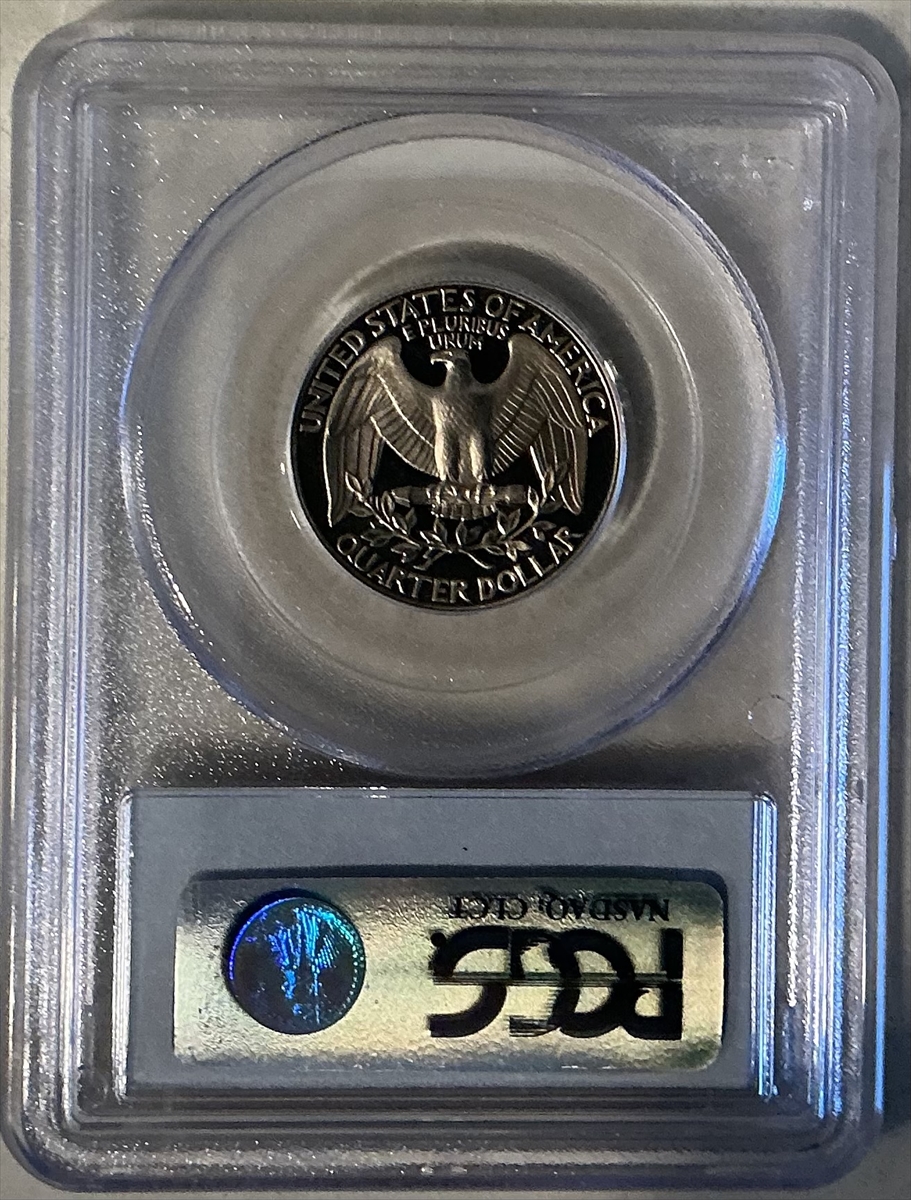 UNITED STATES OF AMERICA
E PLURIBUS
UNUM
QUARTER DOLLAR
NASDAQ: CLCT
PCGS